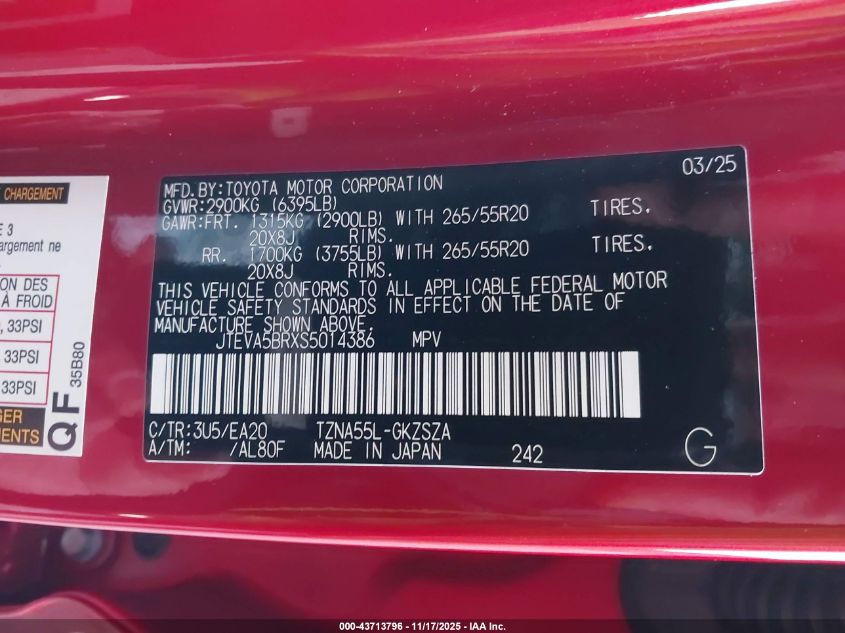 CHARGEMENT
E 3
hargement ne
ION DES
À FROID
, 33PSI
33PSI
33PSI
GER
MENTS
QF
35B80
03/25
MFD.BY:TOYOTA MOTOR CORPORATION
GVWR:2900KG (6395LB)
GAWR:FRT. 1315KG (2900LB) WITH 265/55R20 TIRES.
20X8J RIMS.
RR. 1700KG (3755LB) WITH 265/55R20 TIRES.
20X8J RIMS.
THIS VEHICLE CONFORMS TO ALL APPLICABLE FEDERAL MOTOR
VEHICLE SAFETY STANDARDS IN EFFECT ON THE DATE OF
MANUFACTURE SHOWN ABOVE.
JTEVA5BRXS5014386 MPV
C/TR:3U5/EA20 TZNA55L-GKZSZA
A/TM: /AL80F MADE IN JAPAN 242 G
000-43713796 - 11/17/2025 - IAA Inc.